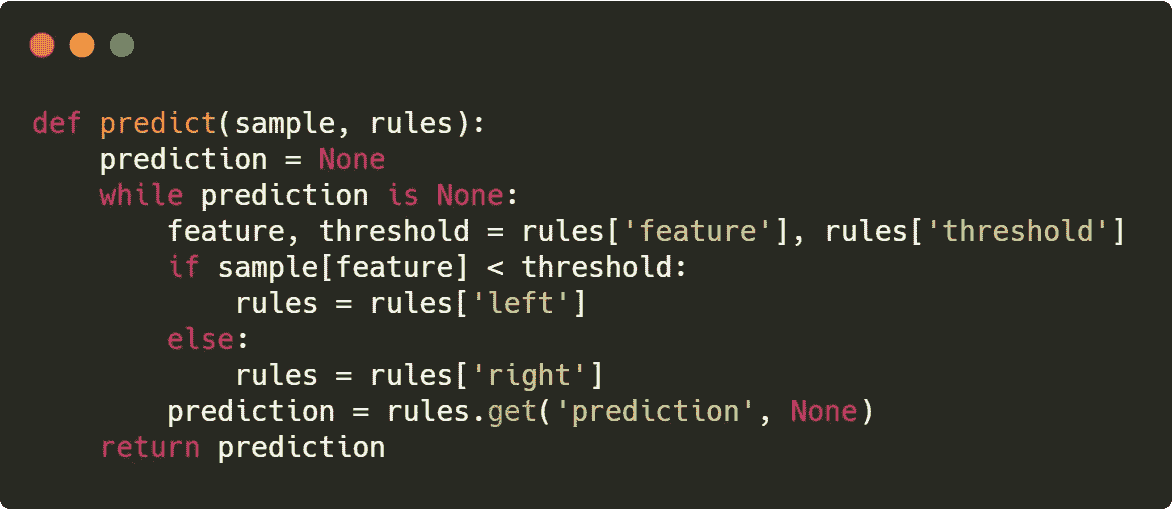 def predict(sample, rules):
    prediction = None
    while prediction is None:
        feature, threshold = rules['feature'], rules['threshold']
        if sample[feature] < threshold:
            rules = rules['left']
        else:
            rules = rules['right']
        prediction = rules.get('prediction', None)
    return prediction